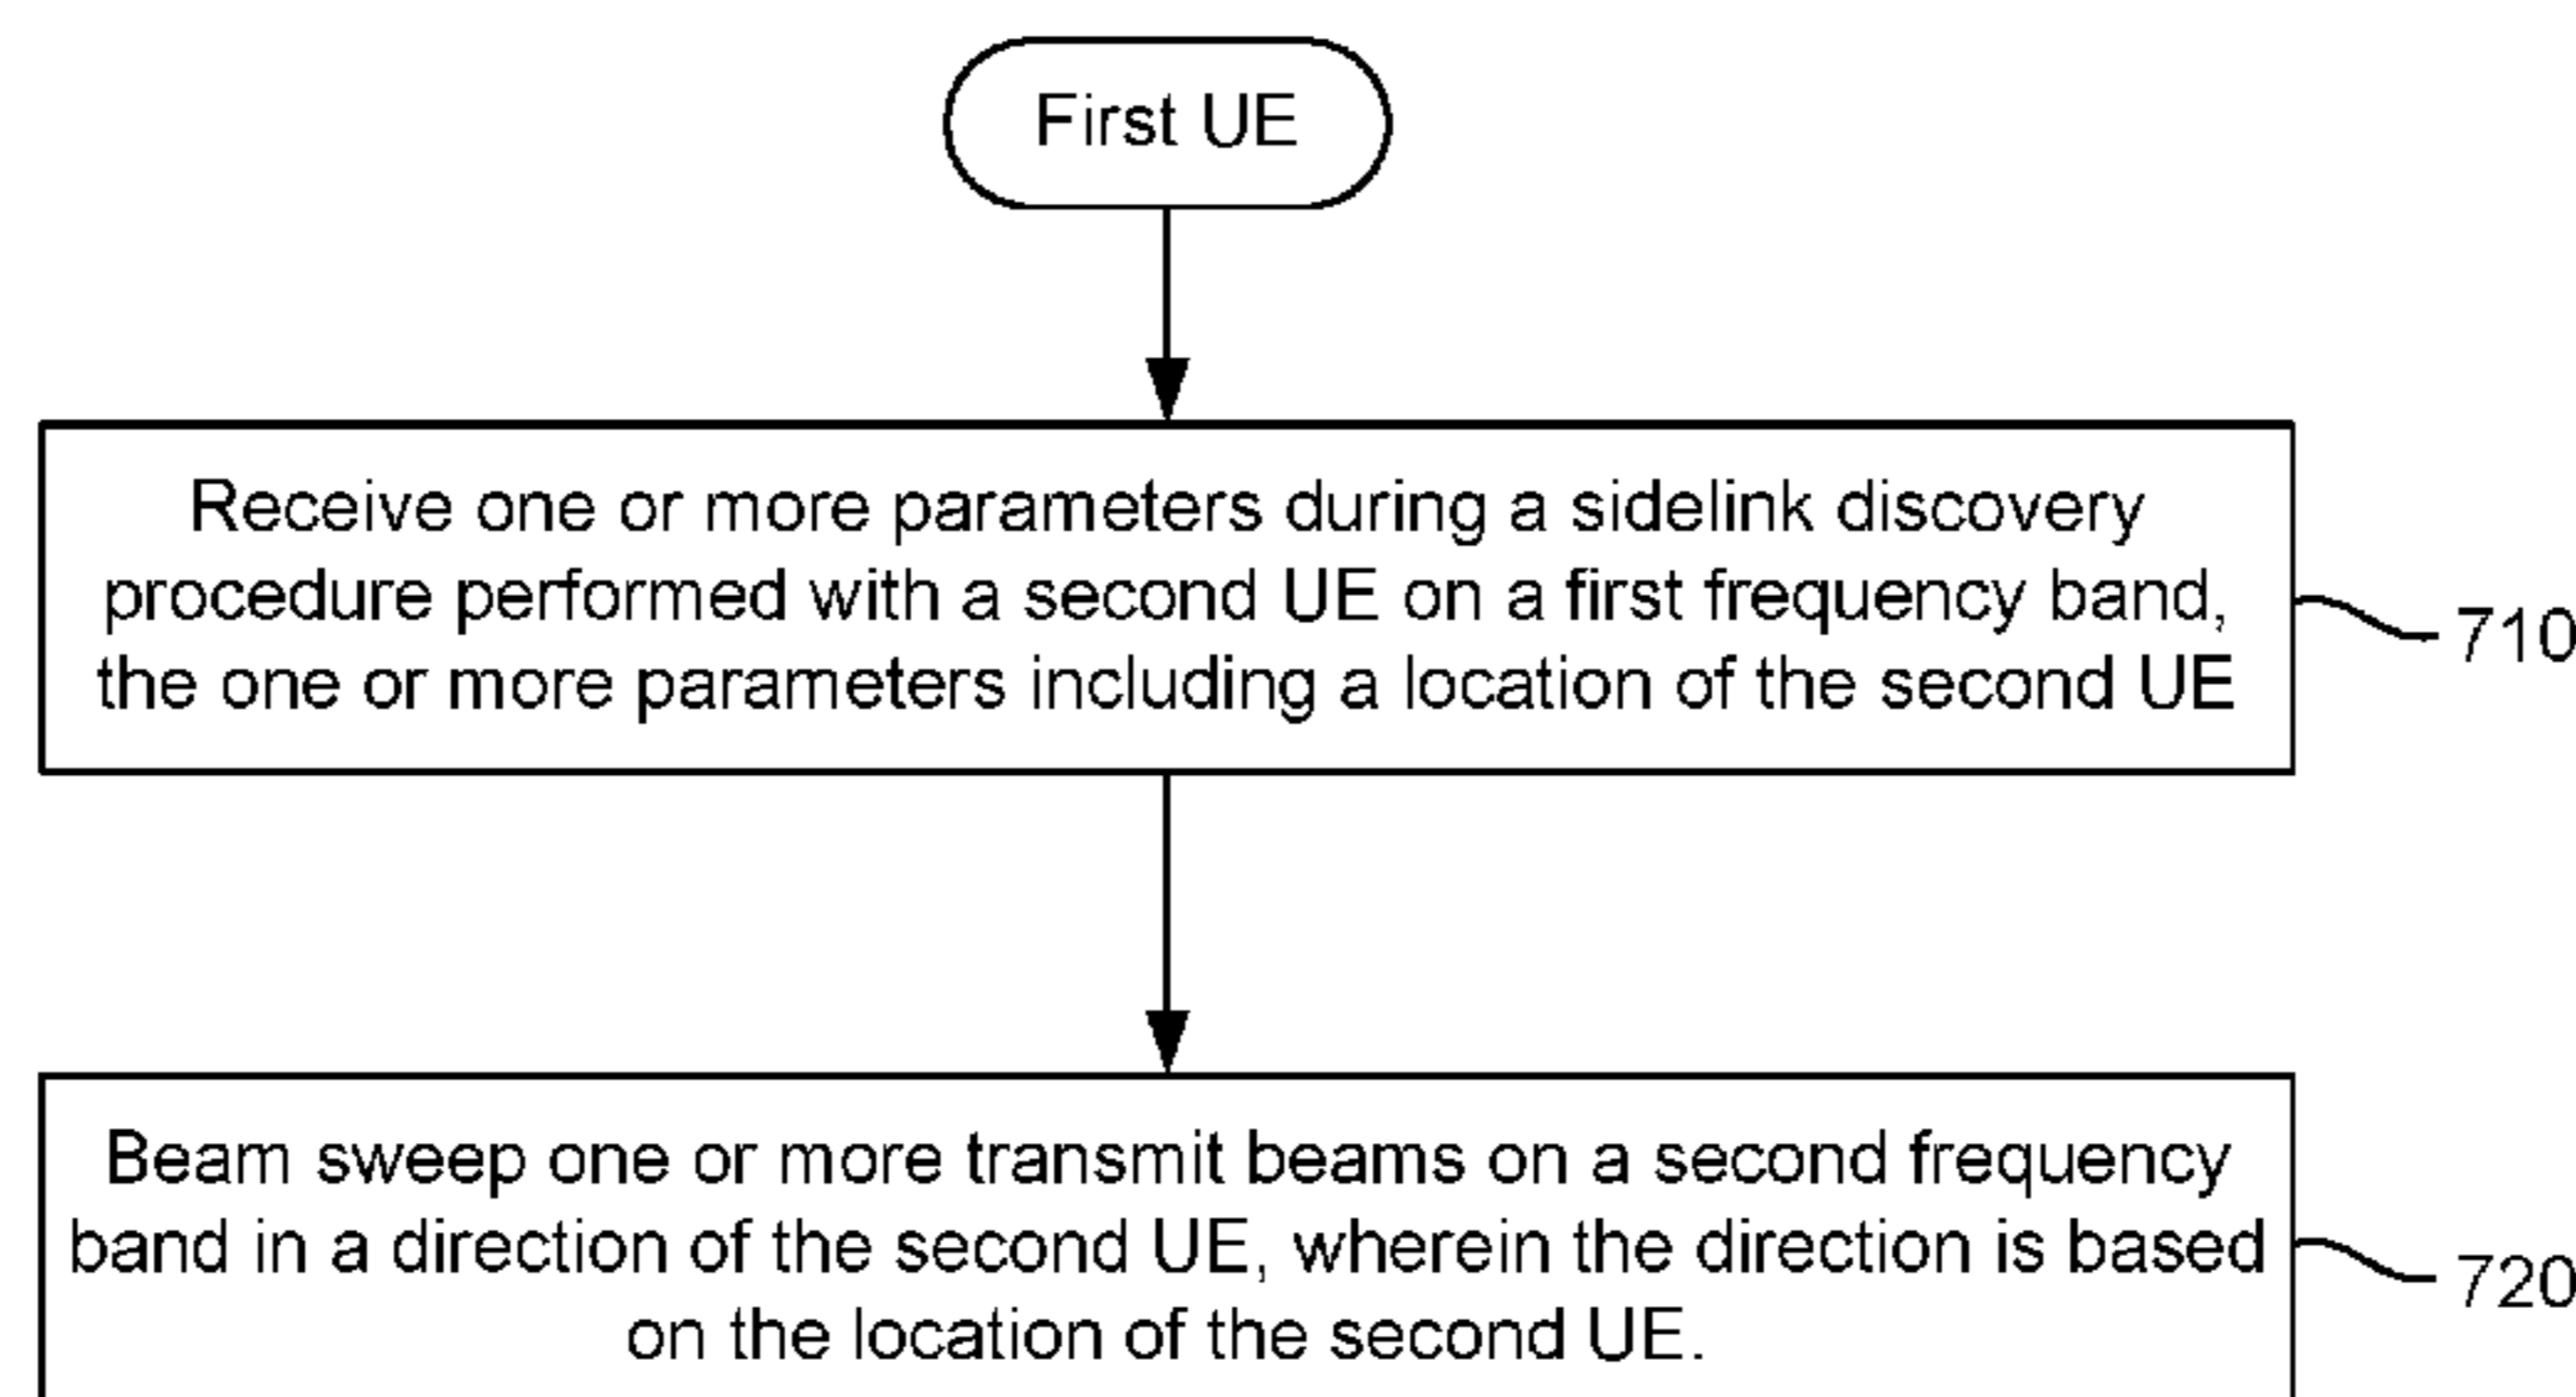 First UE
Receive one or more parameters during a sidelink discovery
procedure performed with a second UE on a first frequency band,
the one or more parameters including a location of the second UE
710
Beam sweep one or more transmit beams on a second frequency
band in a direction of the second UE, wherein the direction is based
on the location of the second UE.
720